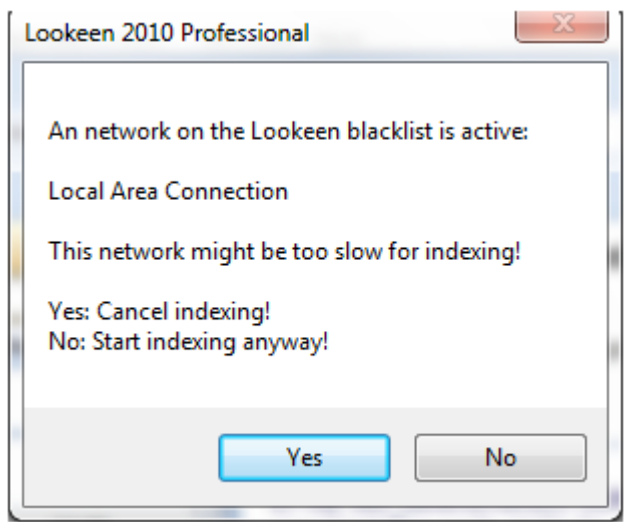 Lookeen 2010 Professional
An network on the Lookeen blacklist is active:
Local Area Connection
This network might be too slow for indexing!
Yes: Cancel indexing!
No: Start indexing anyway!
Yes
No